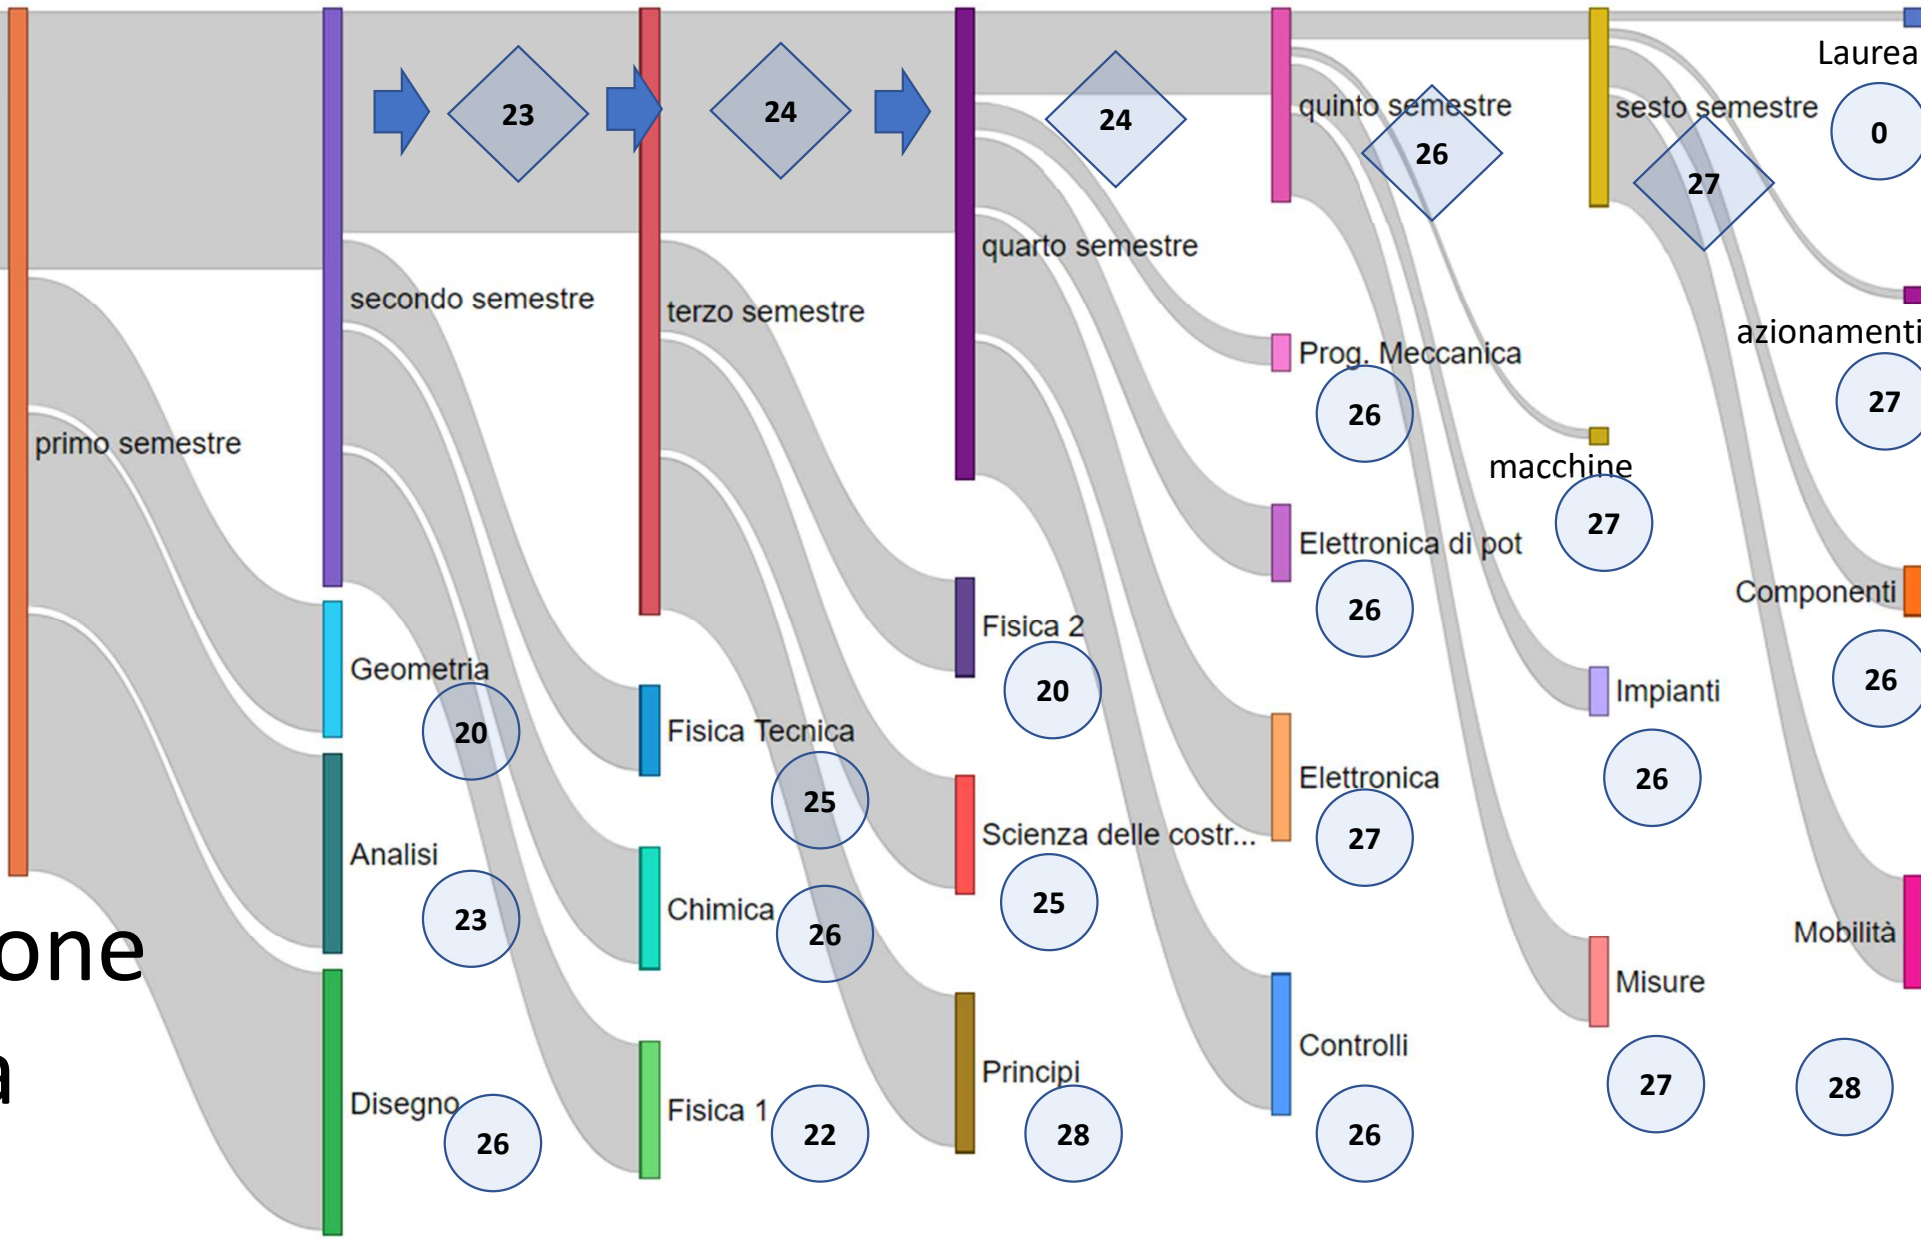 primo semestre
Geometria
20
Analisi
23
Disegno
26
one
a
23
secondo semestre
Fisica Tecnica
25
Chimica
26
Fisica 1
22
24
terzo semestre
Fisica 2
20
Scienza delle costr...
25
Principi
28
24
quarto semestre
Prog. Meccanica
26
Elettronica di pot
26
Elettronica
27
Controlli
26
quinto semestre
26
macchine
27
Impianti
26
Misure
27
sesto semestre
27
Laurea
0
azionamenti
27
Componenti
26
Mobilità
28